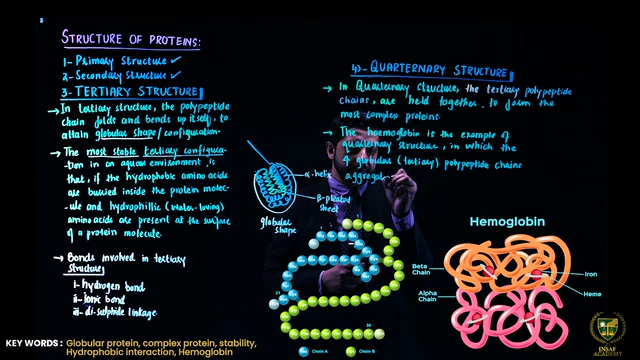 STRUCTURE OF PROTEINS:
1- Primary Structure ✓
2- Secondary Structure ✓
3- TERTIARY STRUCTURE
→ In tertiary structure, the polypeptide
chain folds and bends up itself, to
attain globular shape/configuration.
→ The most stable tertiary configura-
tion in an aqueous environment, is
that, if the hydrophobic amino acids
are buried inside the protein molec-
-ule and hydrophillic (water-loving)
amino acids are present at the surface
of a protein molecule.
→ Bonds involved in tertiary
structure
i- hydrogen bond
ii- Ionic bond
iii- di-sulphide linkage
α-helix
β-pleated
sheet
globular
shape
4)- QUARTERNARY STRUCTURE
→ In Quarternary structure, the tertiary polypeptide
chains, are held together, to form the
most complex proteins.
→ The haemoglobin is the example of
quarternary structure, in which the
4 globular (tertiary) polypeptide chains
aggregate
21
30
Chain A
Chain B
Hemoglobin
Beta
Chain
Alpha
Chain
Iron
Heme
INSAF
ACADEMY
KEY WORDS : Globular protein, complex protein, stability,
Hydrophobic interaction, Hemoglobin